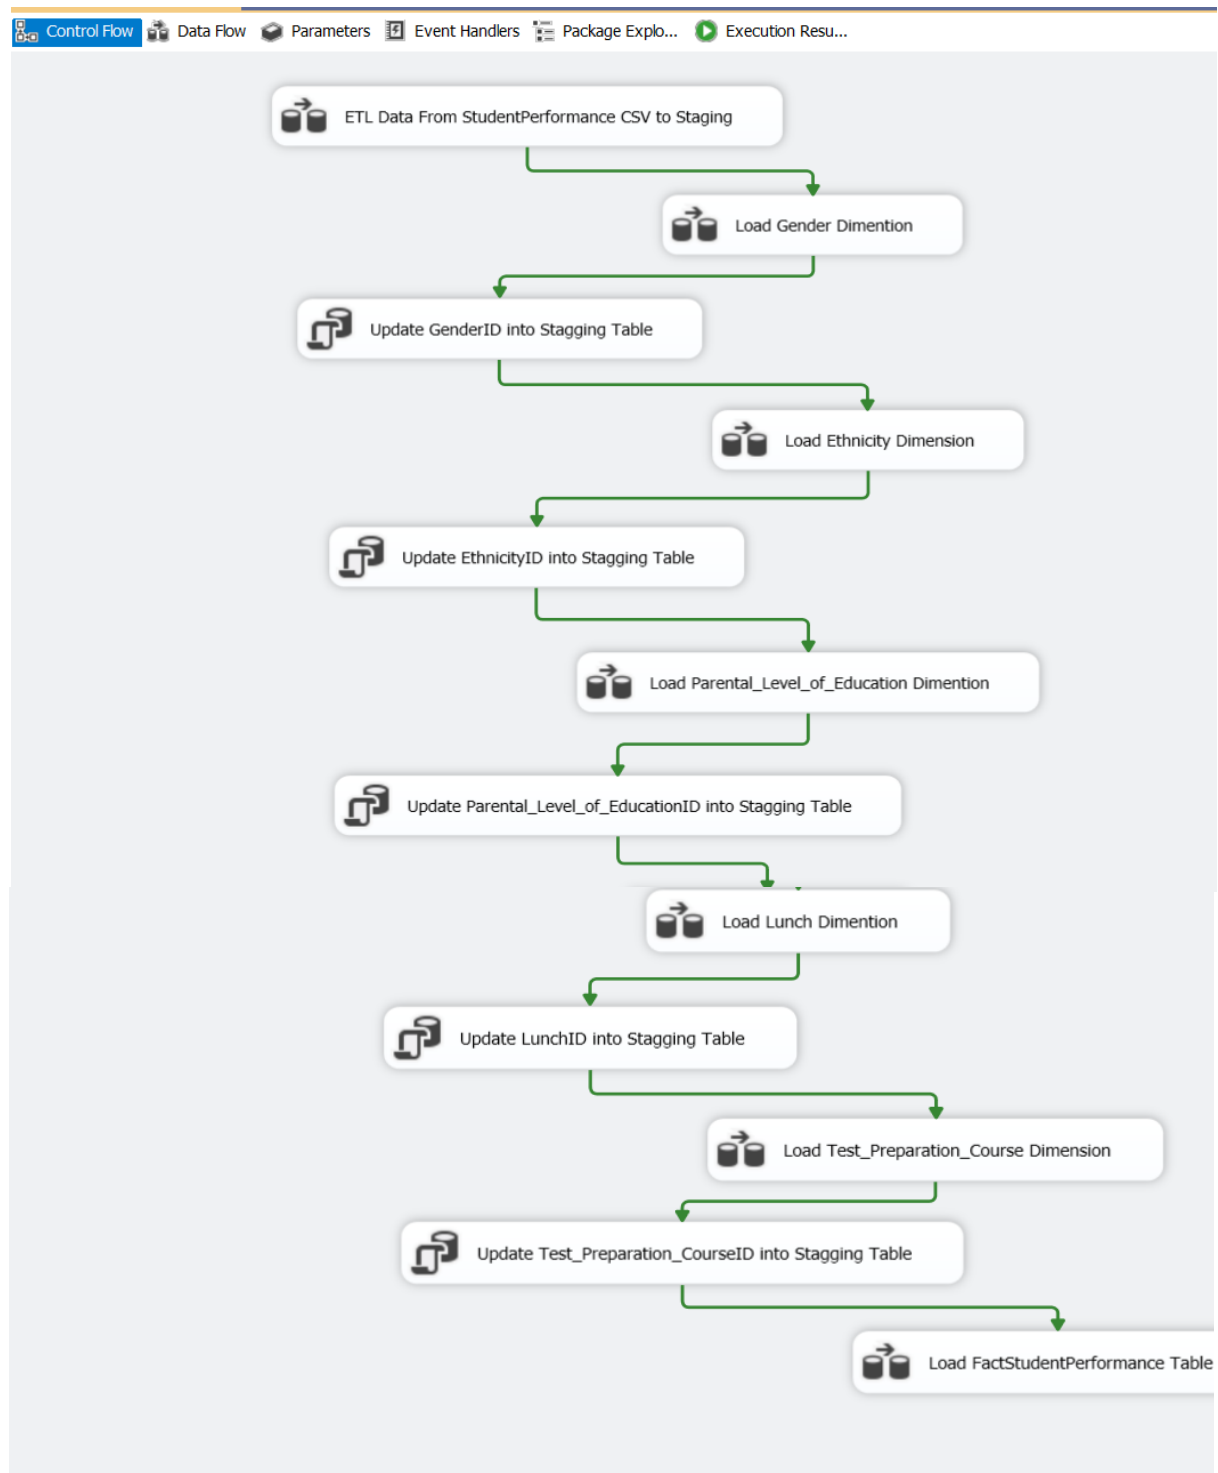 Control Flow Data Flow Parameters Event Handlers Package Explo... Execution Resu...
ETL Data From StudentPerformance CSV to Staging
Load Gender Dimention
Update GenderID into Stagging Table
Load Ethnicity Dimension
Update EthnicityID into Stagging Table
Load Parental_Level_of_Education Dimention
Update Parental_Level_of_EducationID into Stagging Table
Load Lunch Dimention
Update LunchID into Stagging Table
Load Test_Preparation_Course Dimension
Update Test_Preparation_CourseID into Stagging Table
Load FactStudentPerformance Table